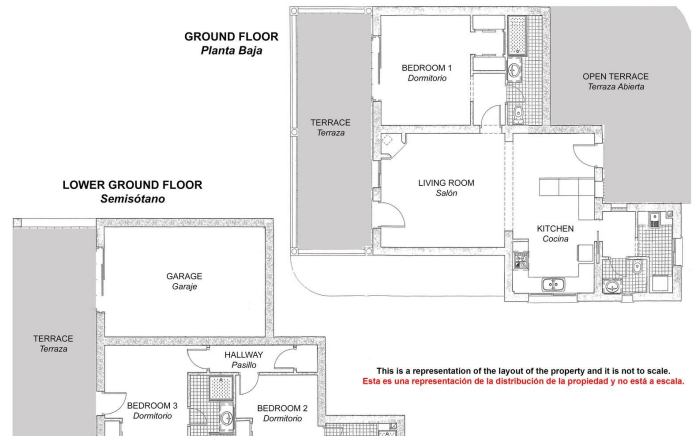 GROUND FLOOR
Planta Baja
BEDROOM 1
Dormitorio
OPEN TERRACE
Terraza Abierta
TERRACE
Terraza
LIVING ROOM
Salón
KITCHEN
Cocina
LOWER GROUND FLOOR
Semisótano
GARAGE
Garaje
TERRACE
Terraza
HALLWAY
Pasillo
BEDROOM 3
Dormitorio
BEDROOM 2
Dormitorio
This is a representation of the layout of the property and it is not to scale.
Esta es una representación de la distribución de la propiedad y no está a escala.